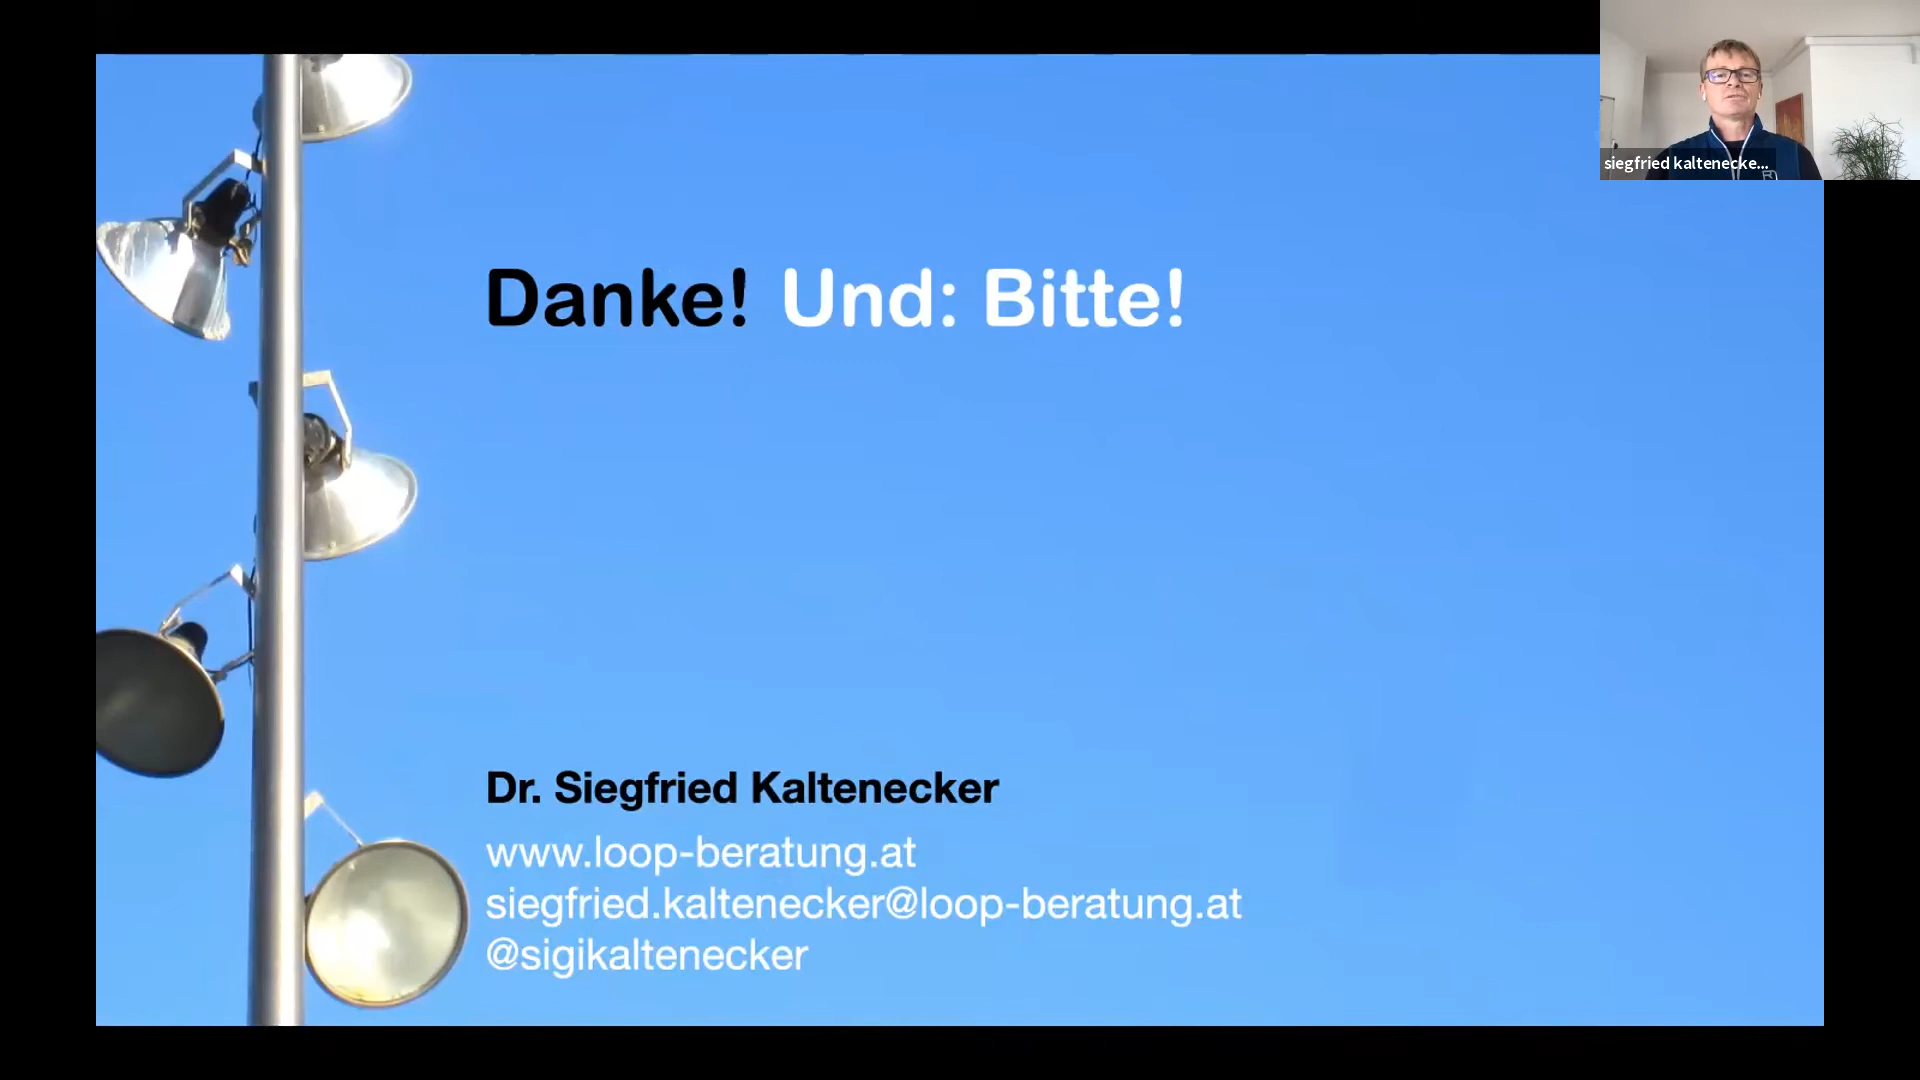 siegfried kaltenecke...
Danke! Und: Bitte!
Dr. Siegfried Kaltenecker
www.loop-beratung.at
siegfried.kaltenecker@loop-beratung.at
@sigikaltenecker